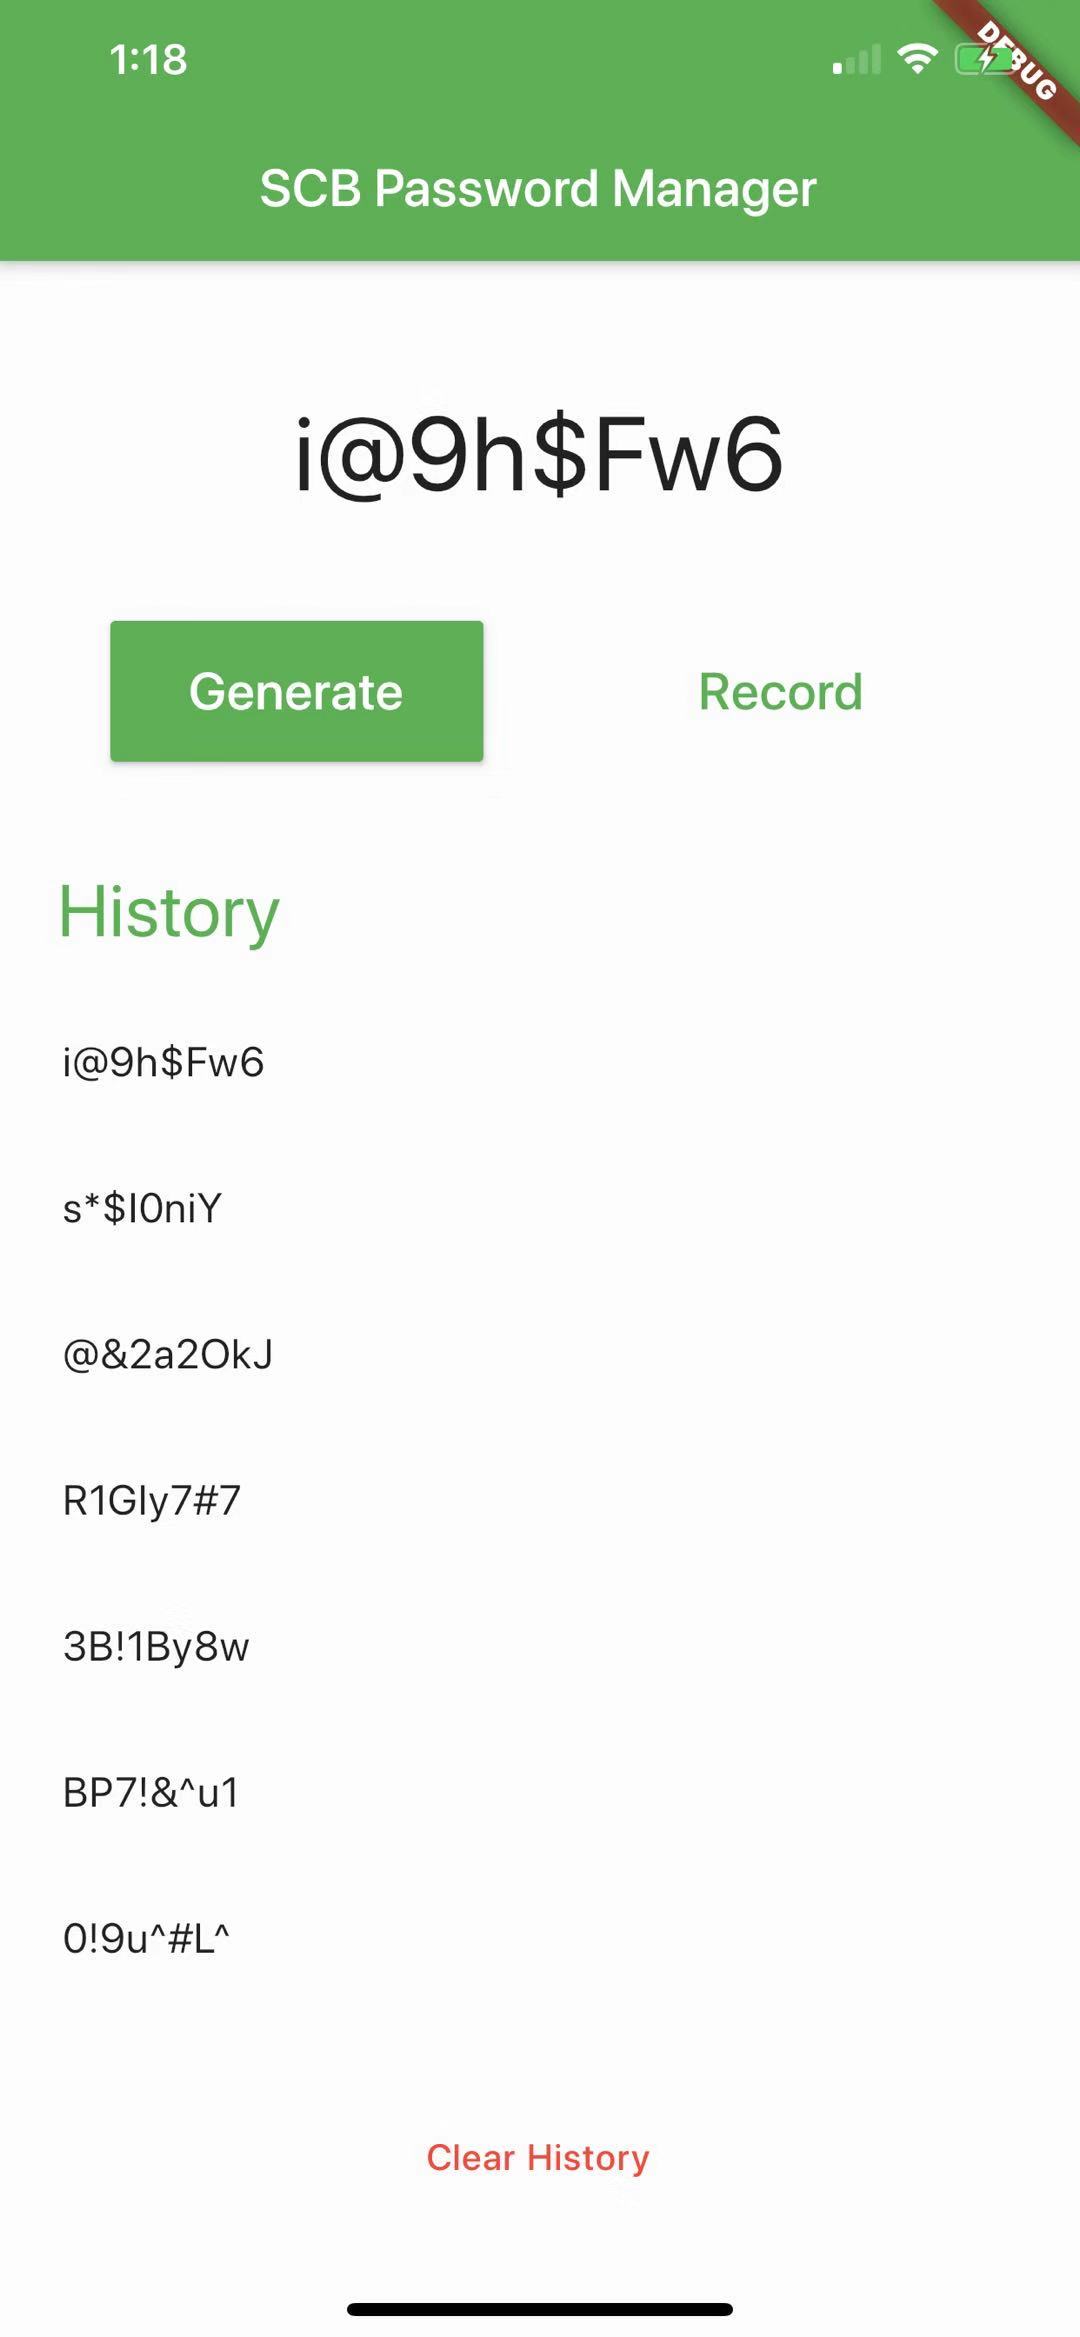 1:18
DEBUG
SCB Password Manager
i@9h$Fw6
Generate
Record
History
i@9h$Fw6
s*$I0niY
@&2a2OkJ
R1Gly7#7
3B!1By8w
BP7!&^u1
0!9u^#L^
Clear History